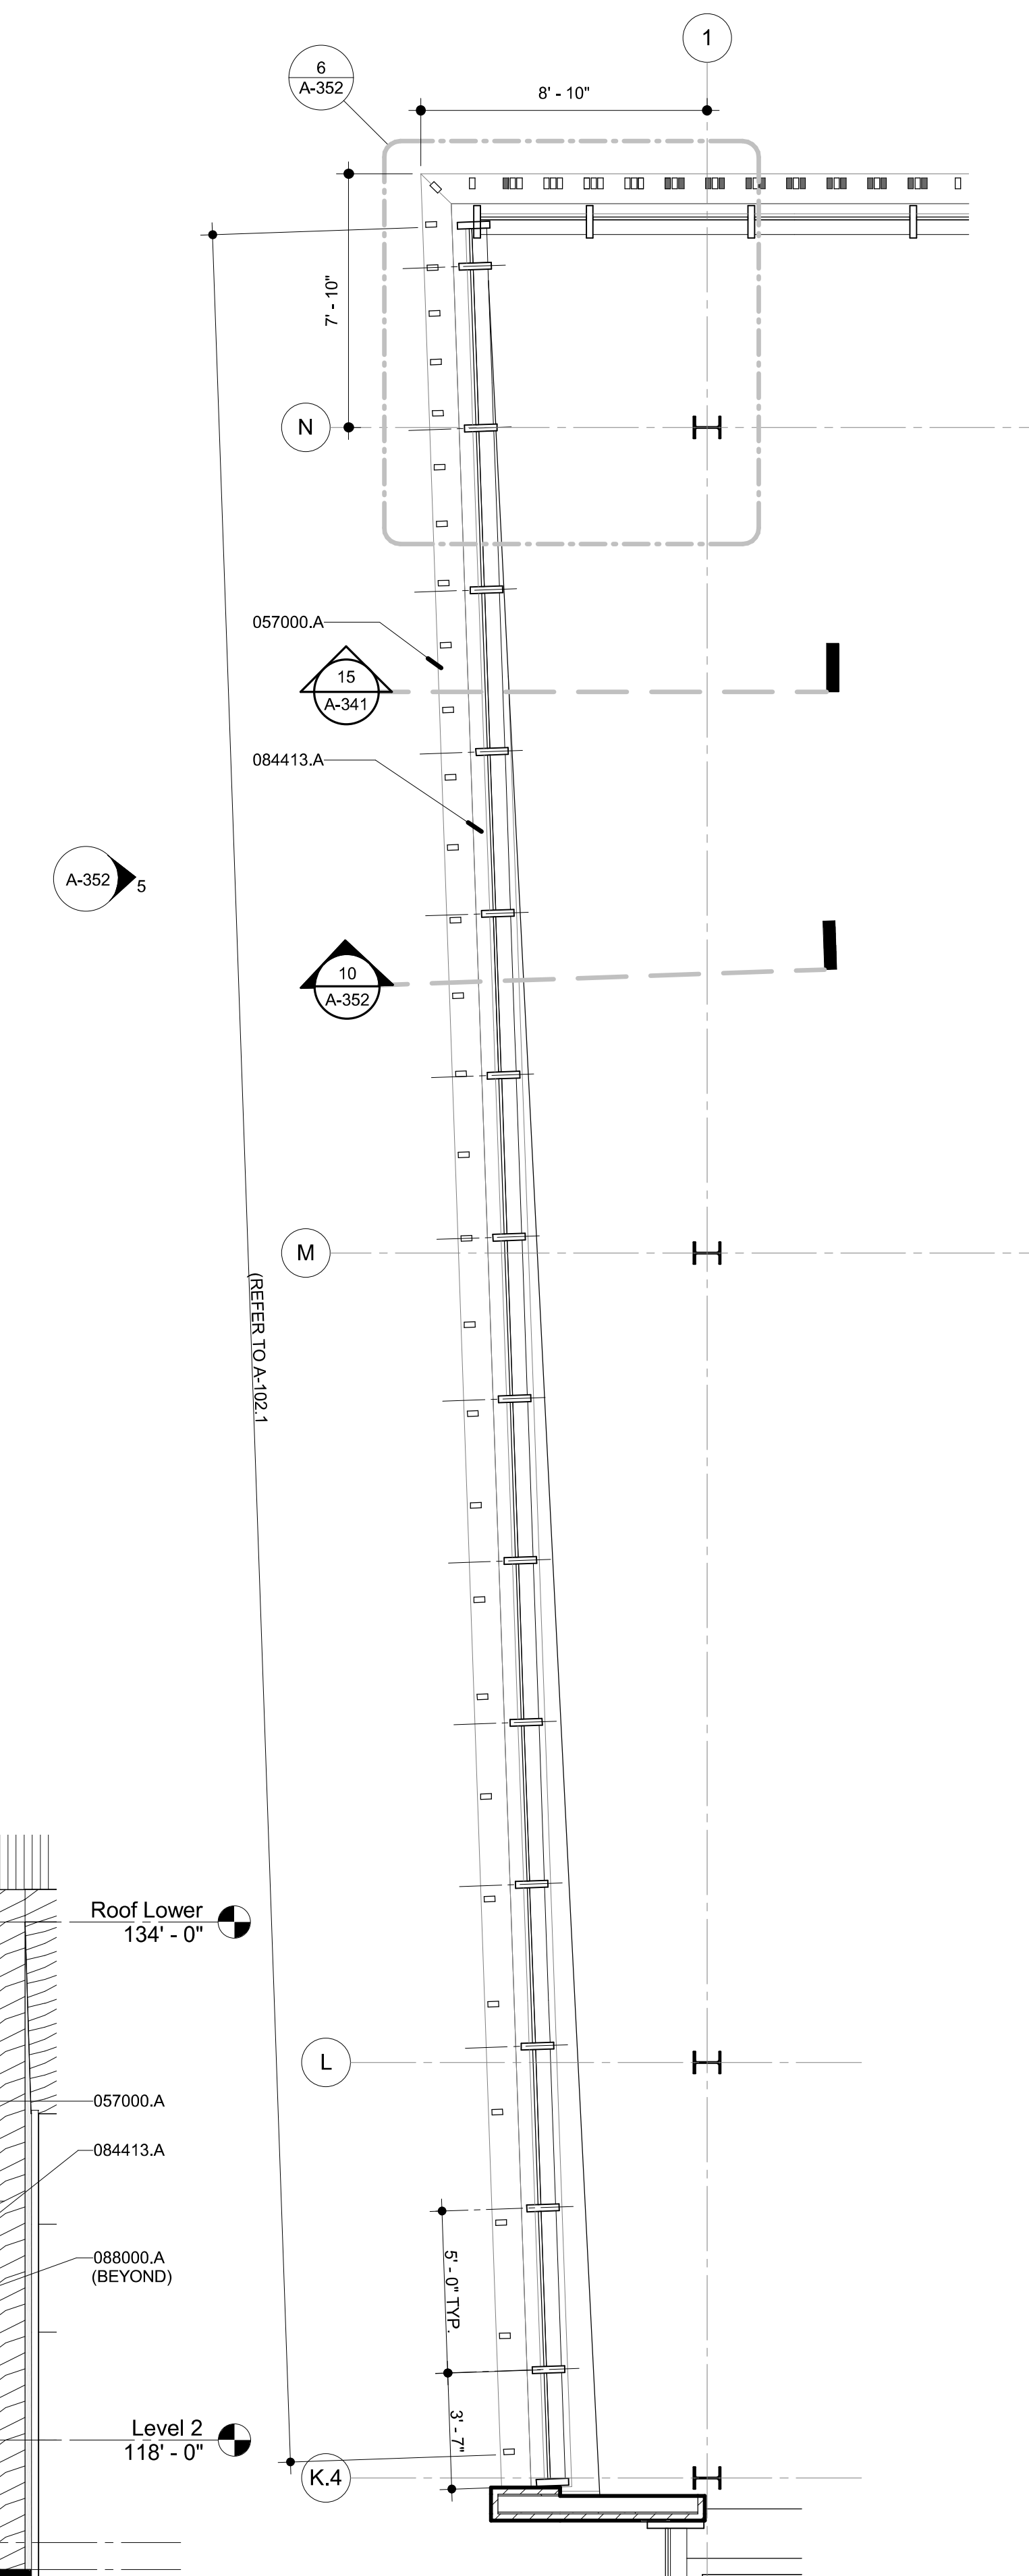 1
6
A-352
8' - 10"
7' - 10"
N
057000.A
15
A-341
084413.A
A-352
5
10
A-352
M
(REFER TO A-102.1
Roof Lower
134' - 0"
L
057000.A
084413.A
088000.A
(BEYOND)
5' - 0" TYP.
3' - 7"
Level 2
118' - 0"
K.4